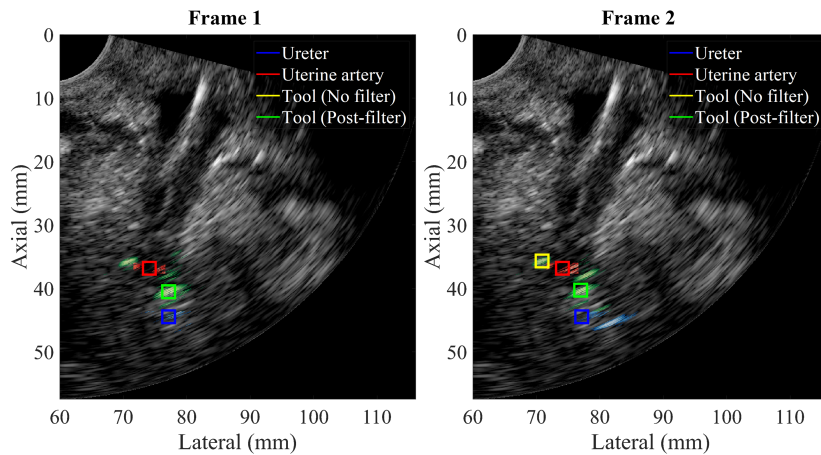 Frame 1
Frame 2
0
10
20
30
40
50
Axial (mm)
60
70
80
90
100
110
Lateral (mm)
Ureter
Uterine artery
Tool (No filter)
Tool (Post-filter)
0
10
20
30
40
50
Axial (mm)
60
70
80
90
100
110
Lateral (mm)
Ureter
Uterine artery
Tool (No filter)
Tool (Post-filter)